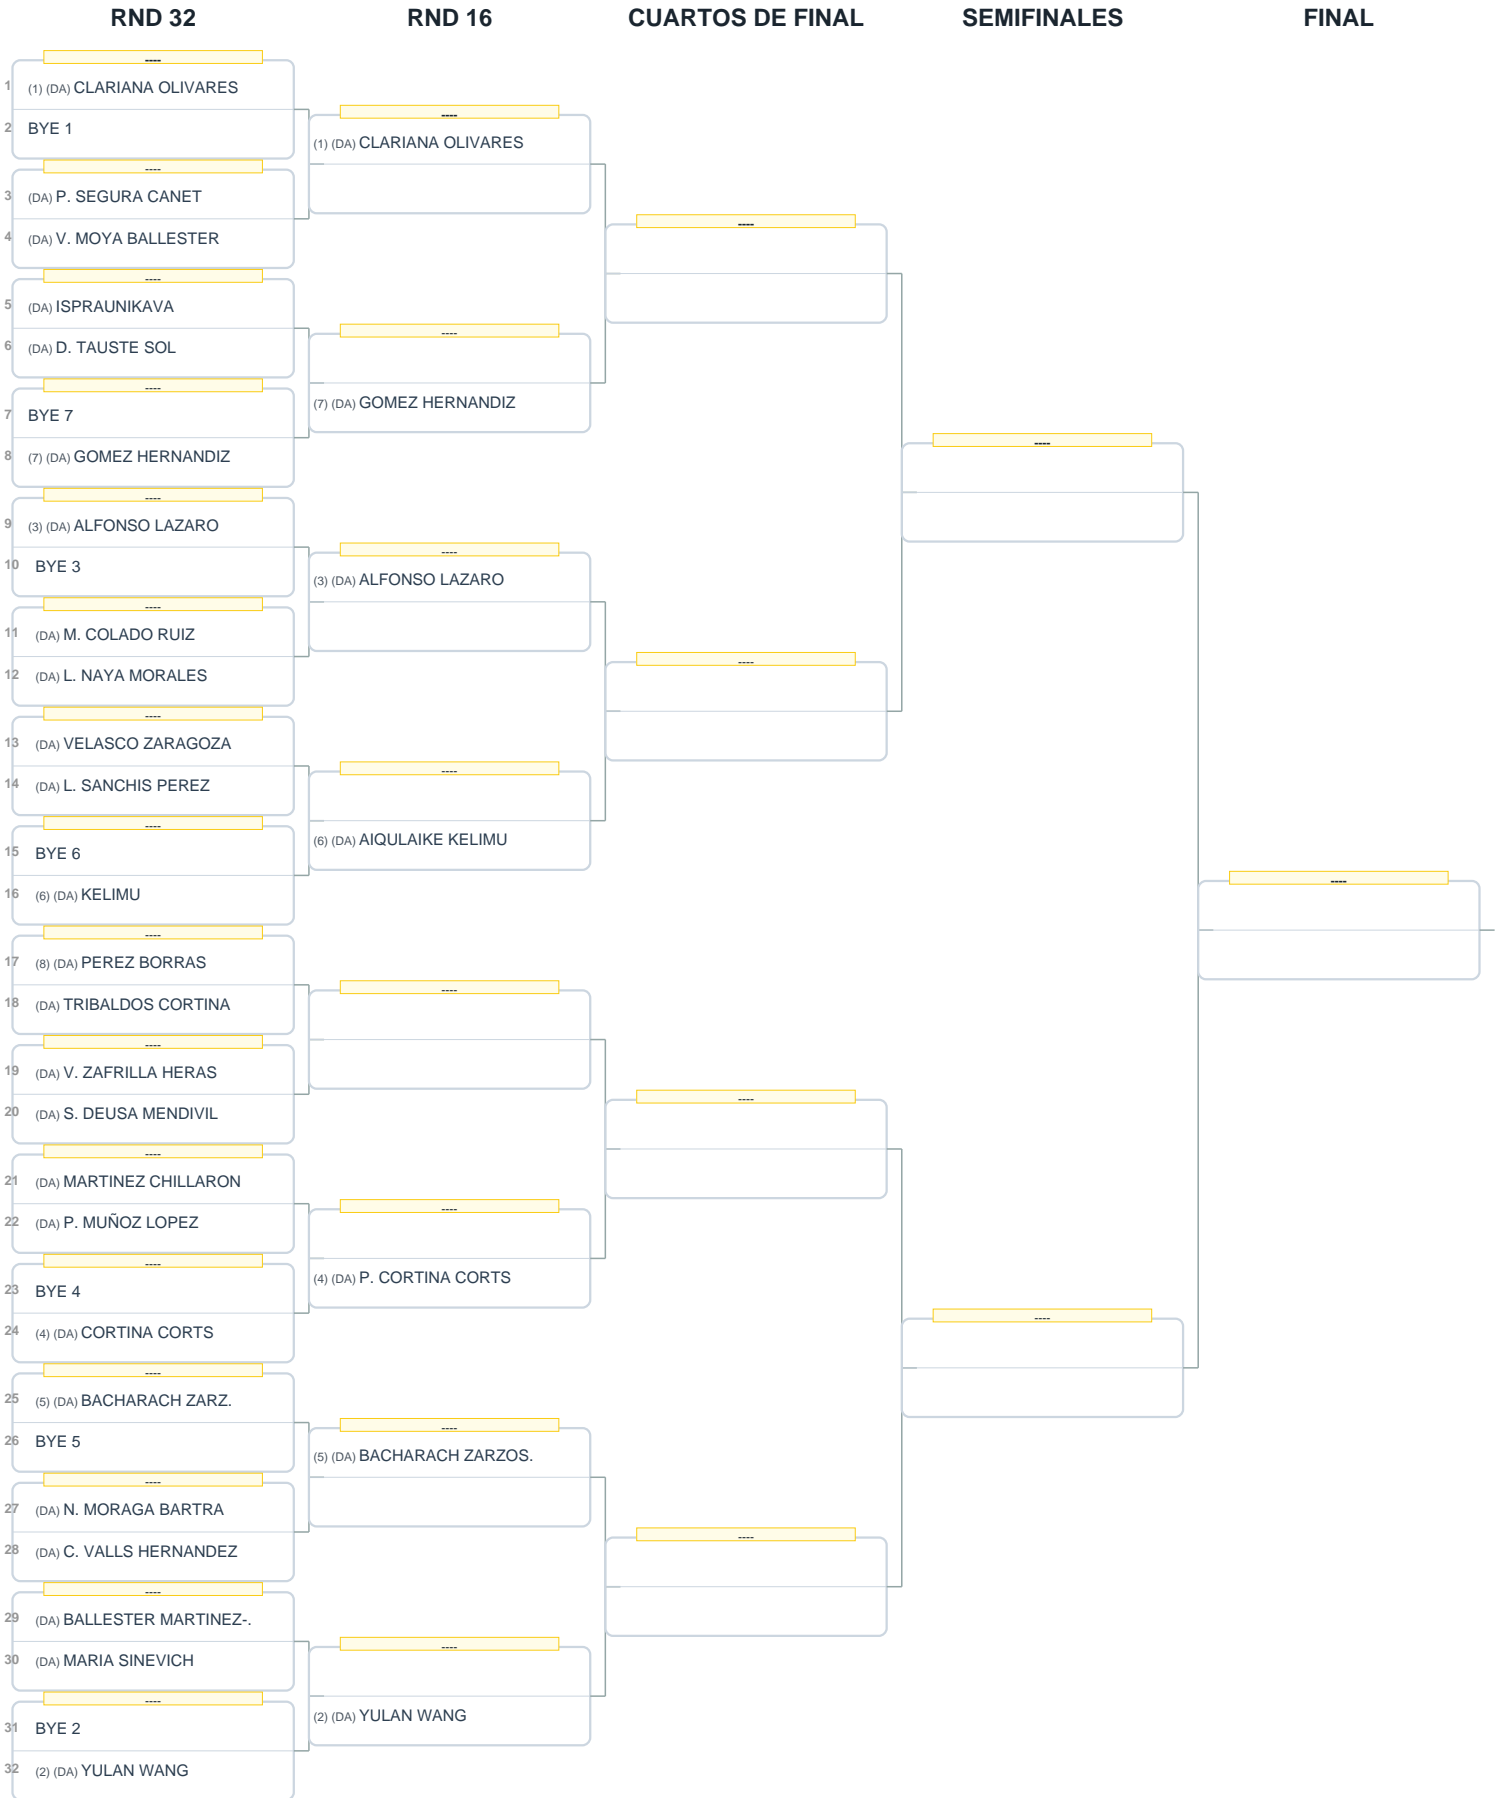 RND 32
RND 16
CUARTOS DE FINAL
SEMIFINALES
FINAL
----
1 (1) (DA) CLARIANA OLIVARES
2 BYE 1
----
3 (DA) P. SEGURA CANET
4 (DA) V. MOYA BALLESTER
----
5 (DA) ISPRAUNIKAVA
6 (DA) D. TAUSTE SOL
----
7 BYE 7
8 (7) (DA) GOMEZ HERNANDIZ
----
9 (3) (DA) ALFONSO LAZARO
10 BYE 3
----
11 (DA) M. COLADO RUIZ
12 (DA) L. NAYA MORALES
----
13 (DA) VELASCO ZARAGOZA
14 (DA) L. SANCHIS PEREZ
----
15 BYE 6
16 (6) (DA) KELIMU
----
17 (8) (DA) PEREZ BORRAS
18 (DA) TRIBALDOS CORTINA
----
19 (DA) V. ZAFRILLA HERAS
20 (DA) S. DEUSA MENDIVIL
----
21 (DA) MARTINEZ CHILLARON
22 (DA) P. MUÑOZ LOPEZ
----
23 BYE 4
24 (4) (DA) CORTINA CORTS
----
25 (5) (DA) BACHARACH ZARZ.
26 BYE 5
----
27 (DA) N. MORAGA BARTRA
28 (DA) C. VALLS HERNANDEZ
----
29 (DA) BALLESTER MARTINEZ-.
30 (DA) MARIA SINEVICH
----
31 BYE 2
32 (2) (DA) YULAN WANG
----
(1) (DA) CLARIANA OLIVARES
----
(7) (DA) GOMEZ HERNANDIZ
----
(3) (DA) ALFONSO LAZARO
----
(6) (DA) AIQULAIKE KELIMU
----
----
(4) (DA) P. CORTINA CORTS
----
(5) (DA) BACHARACH ZARZOS.
----
(2) (DA) YULAN WANG
----
----
----
----
----
----
----